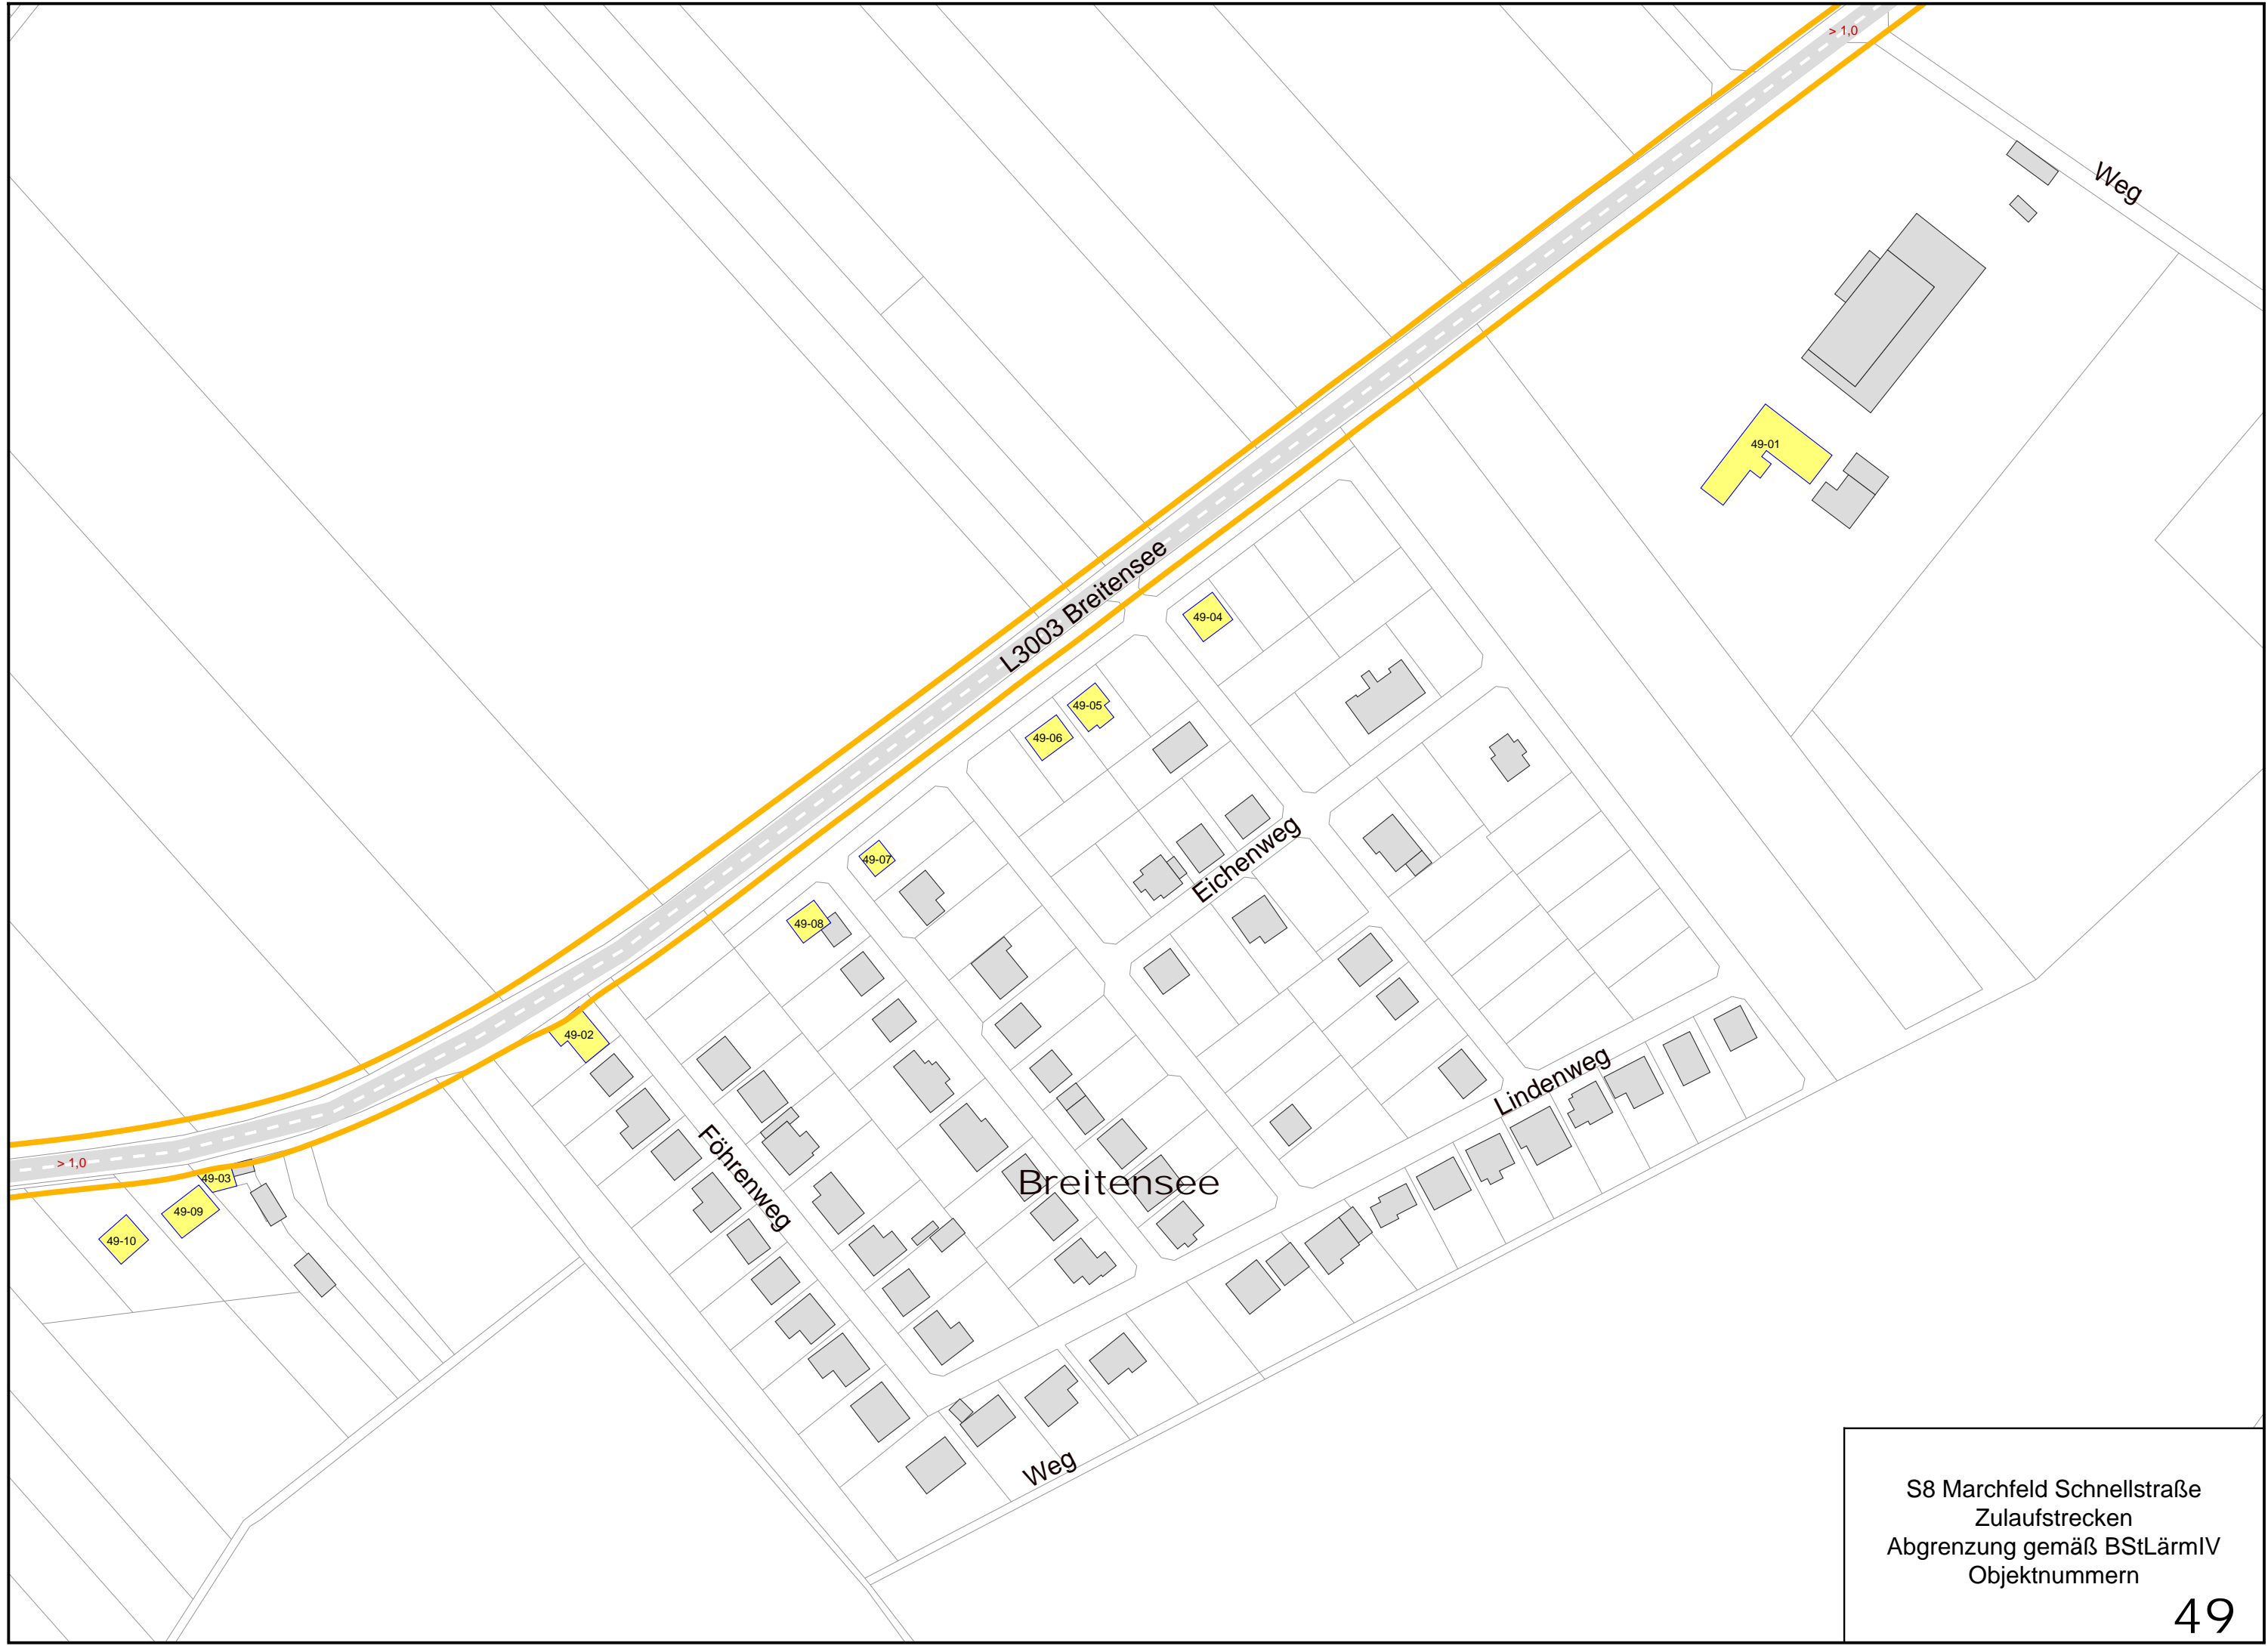 > 1,0
Weg
49-01
L3003 Breitensee
49-04
49-05
49-06
Eichenweg
49-07
49-08
49-02
Lindenweg
Föhrenweg
> 1,0
49-03
Breitensee
49-09
49-10
Weg
S8 Marchfeld Schnellstraße
Zulaufstrecken
Abgrenzung gemäß BStLärmIV
Objektnummern
49